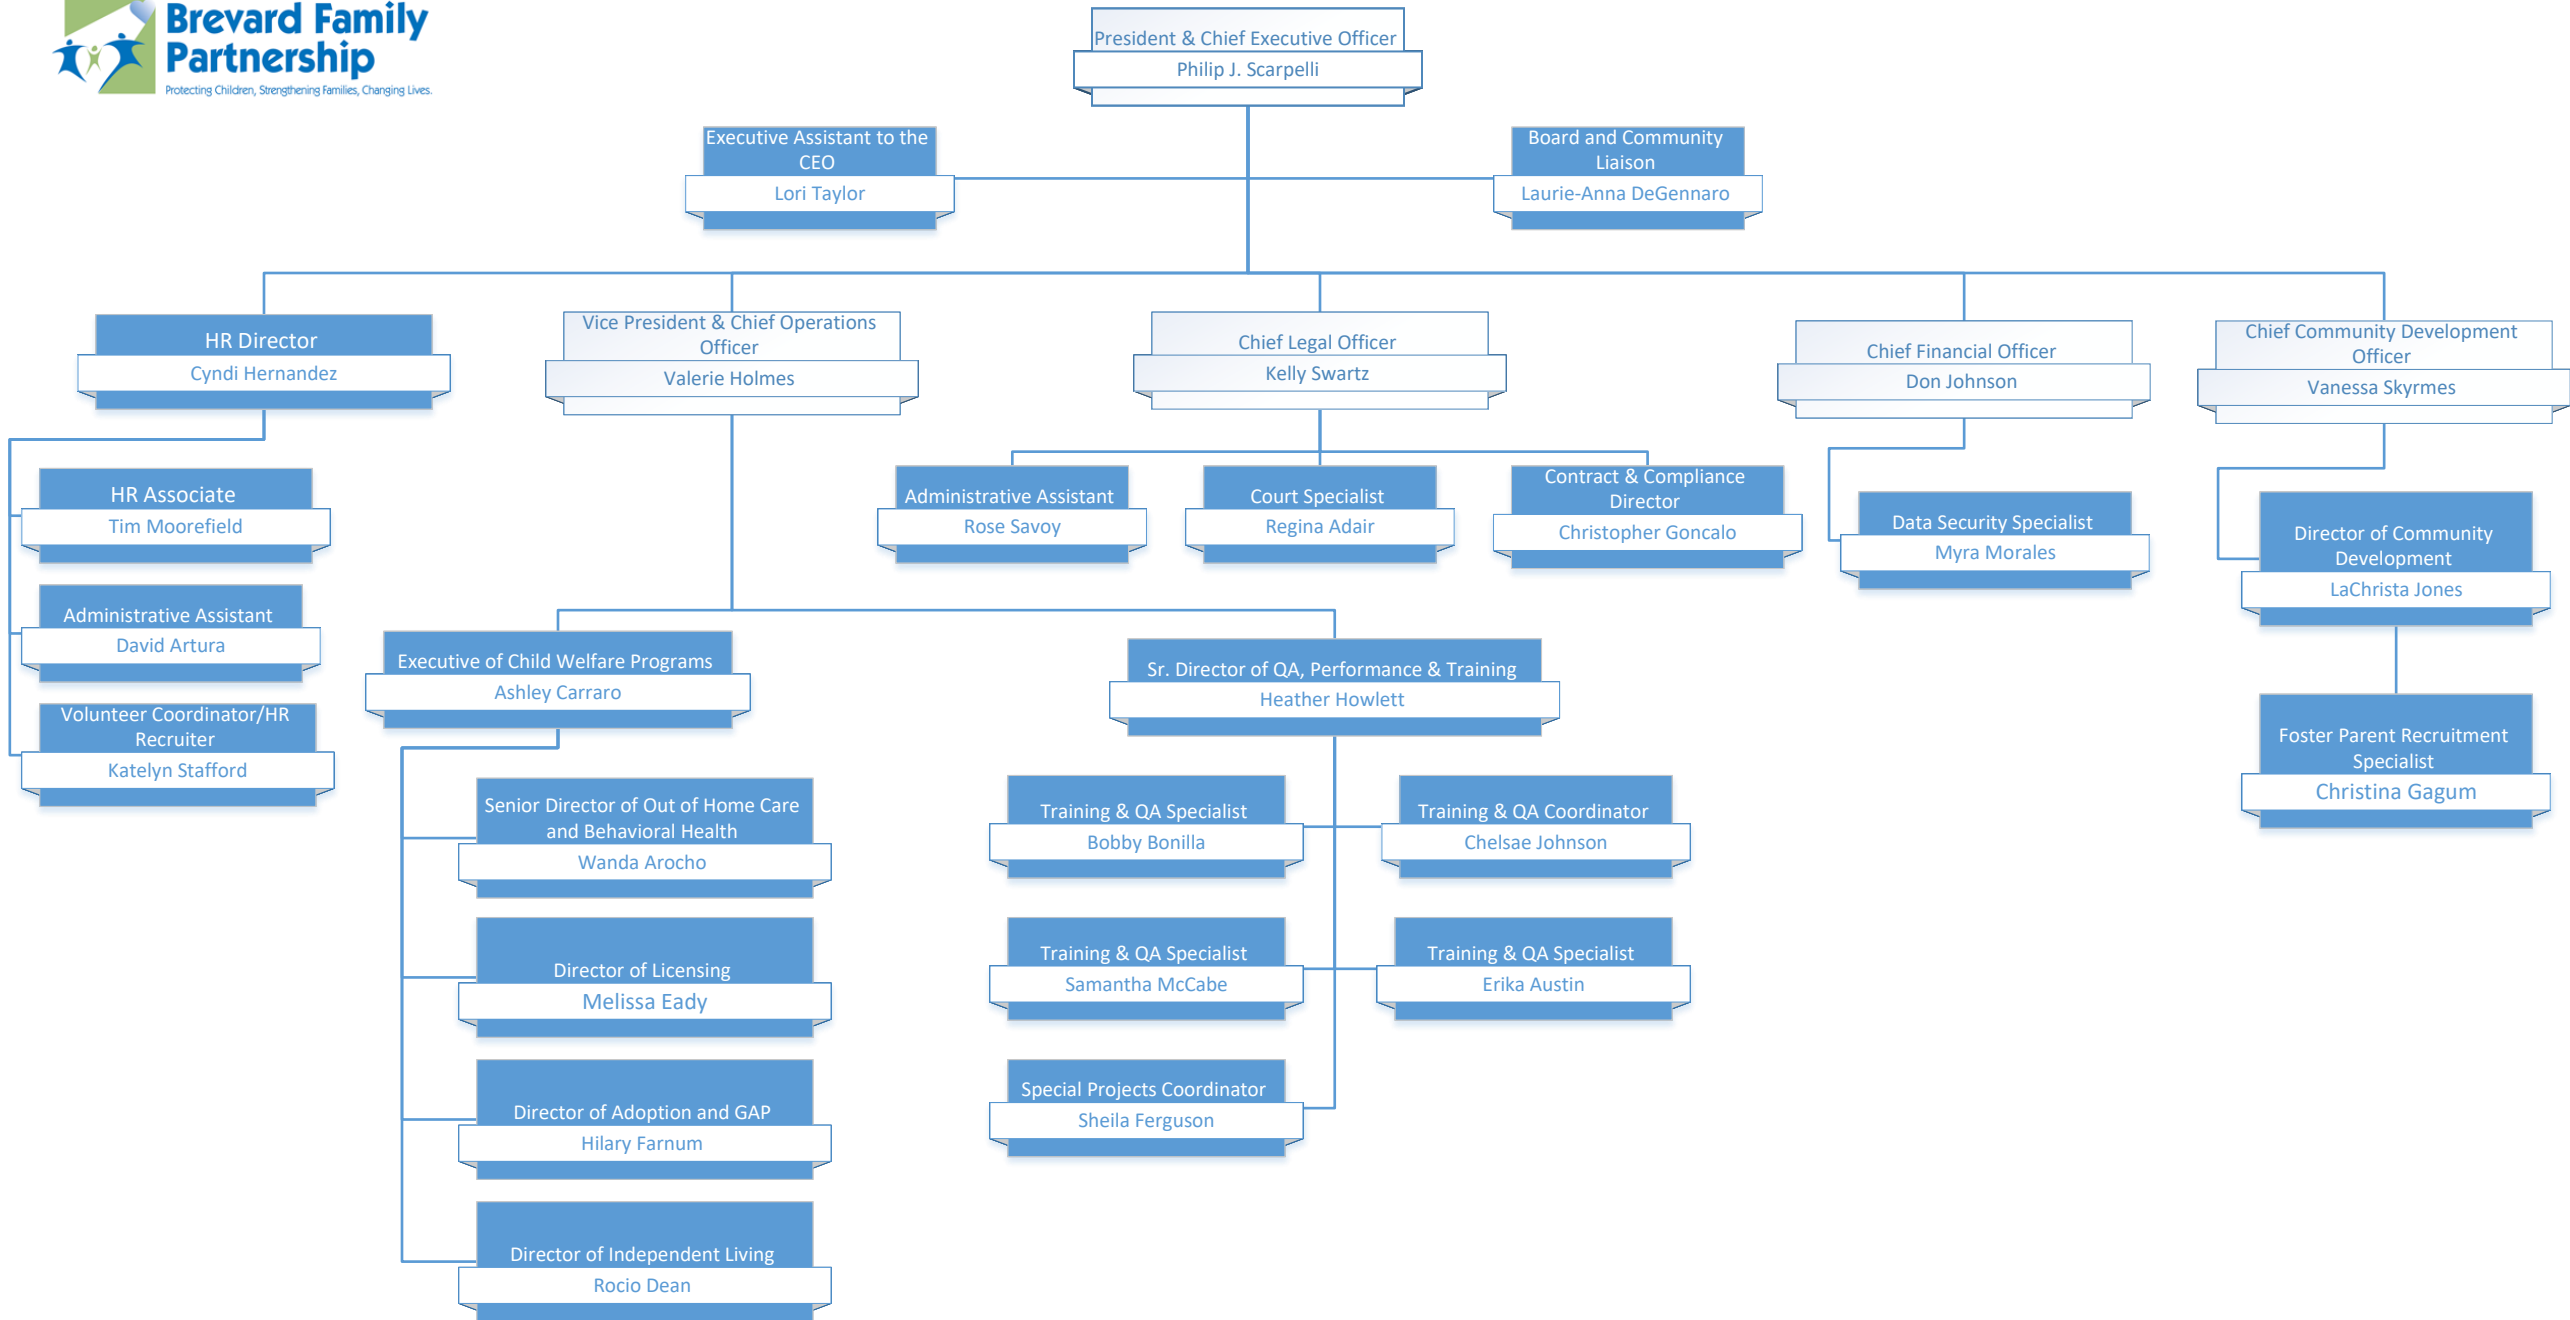 Brevard Family
Partnership
Protecting Children, Strengthening Families, Changing Lives.
President & Chief Executive Officer
Philip J. Scarpelli
Executive Assistant to the
CEO
Lori Taylor
Board and Community
Liaison
Laurie-Anna DeGennaro
HR Director
Cyndi Hernandez
Vice President & Chief Operations
Officer
Valerie Holmes
Chief Legal Officer
Kelly Swartz
Chief Financial Officer
Don Johnson
Chief Community Development
Officer
Vanessa Skyrmes
HR Associate
Tim Moorefield
Administrative Assistant
David Artura
Volunteer Coordinator/HR
Recruiter
Katelyn Stafford
Administrative Assistant
Rose Savoy
Court Specialist
Regina Adair
Contract & Compliance
Director
Christopher Goncalo
Data Security Specialist
Myra Morales
Director of Community
Development
LaChrista Jones
Foster Parent Recruitment
Specialist
Christina Gagum
Executive of Child Welfare Programs
Ashley Carraro
Senior Director of Out of Home Care
and Behavioral Health
Wanda Arocho
Director of Licensing
Melissa Eady
Director of Adoption and GAP
Hilary Farnum
Director of Independent Living
Rocio Dean
Sr. Director of QA, Performance & Training
Heather Howlett
Training & QA Specialist
Bobby Bonilla
Training & QA Coordinator
Chelsae Johnson
Training & QA Specialist
Samantha McCabe
Training & QA Specialist
Erika Austin
Special Projects Coordinator
Sheila Ferguson